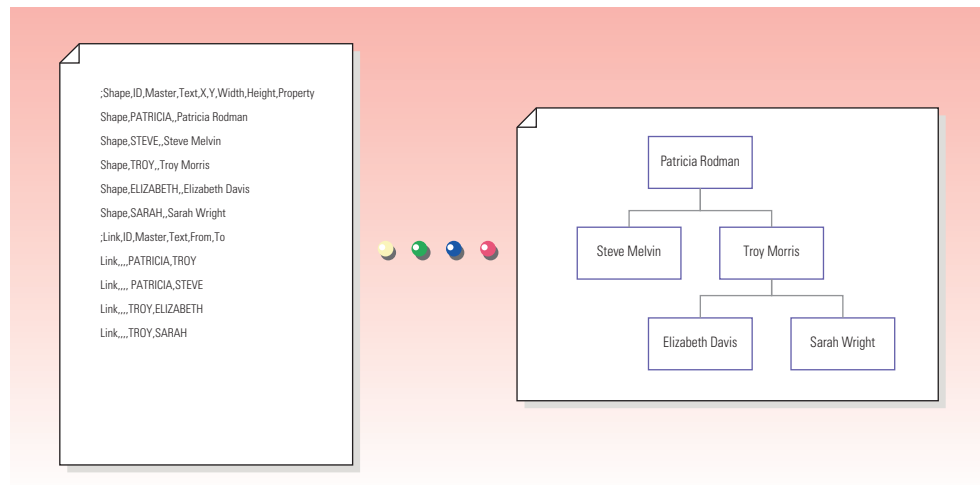 ;Shape,ID,Master,Text,X,Y,Width,Height,Property
Shape,PATRICIA,,Patricia Rodman
Shape,STEVE,,Steve Melvin
Shape,TROY,,Troy Morris
Shape,ELIZABETH,,Elizabeth Davis
Shape,SARAH,,Sarah Wright
;Link,ID,Master,Text,From,To
Link,,,,PATRICIA,TROY
Link,,,, PATRICIA,STEVE
Link,,,,TROY,ELIZABETH
Link,,,,TROY,SARAH
Patricia Rodman
Steve Melvin
Troy Morris
Elizabeth Davis
Sarah Wright